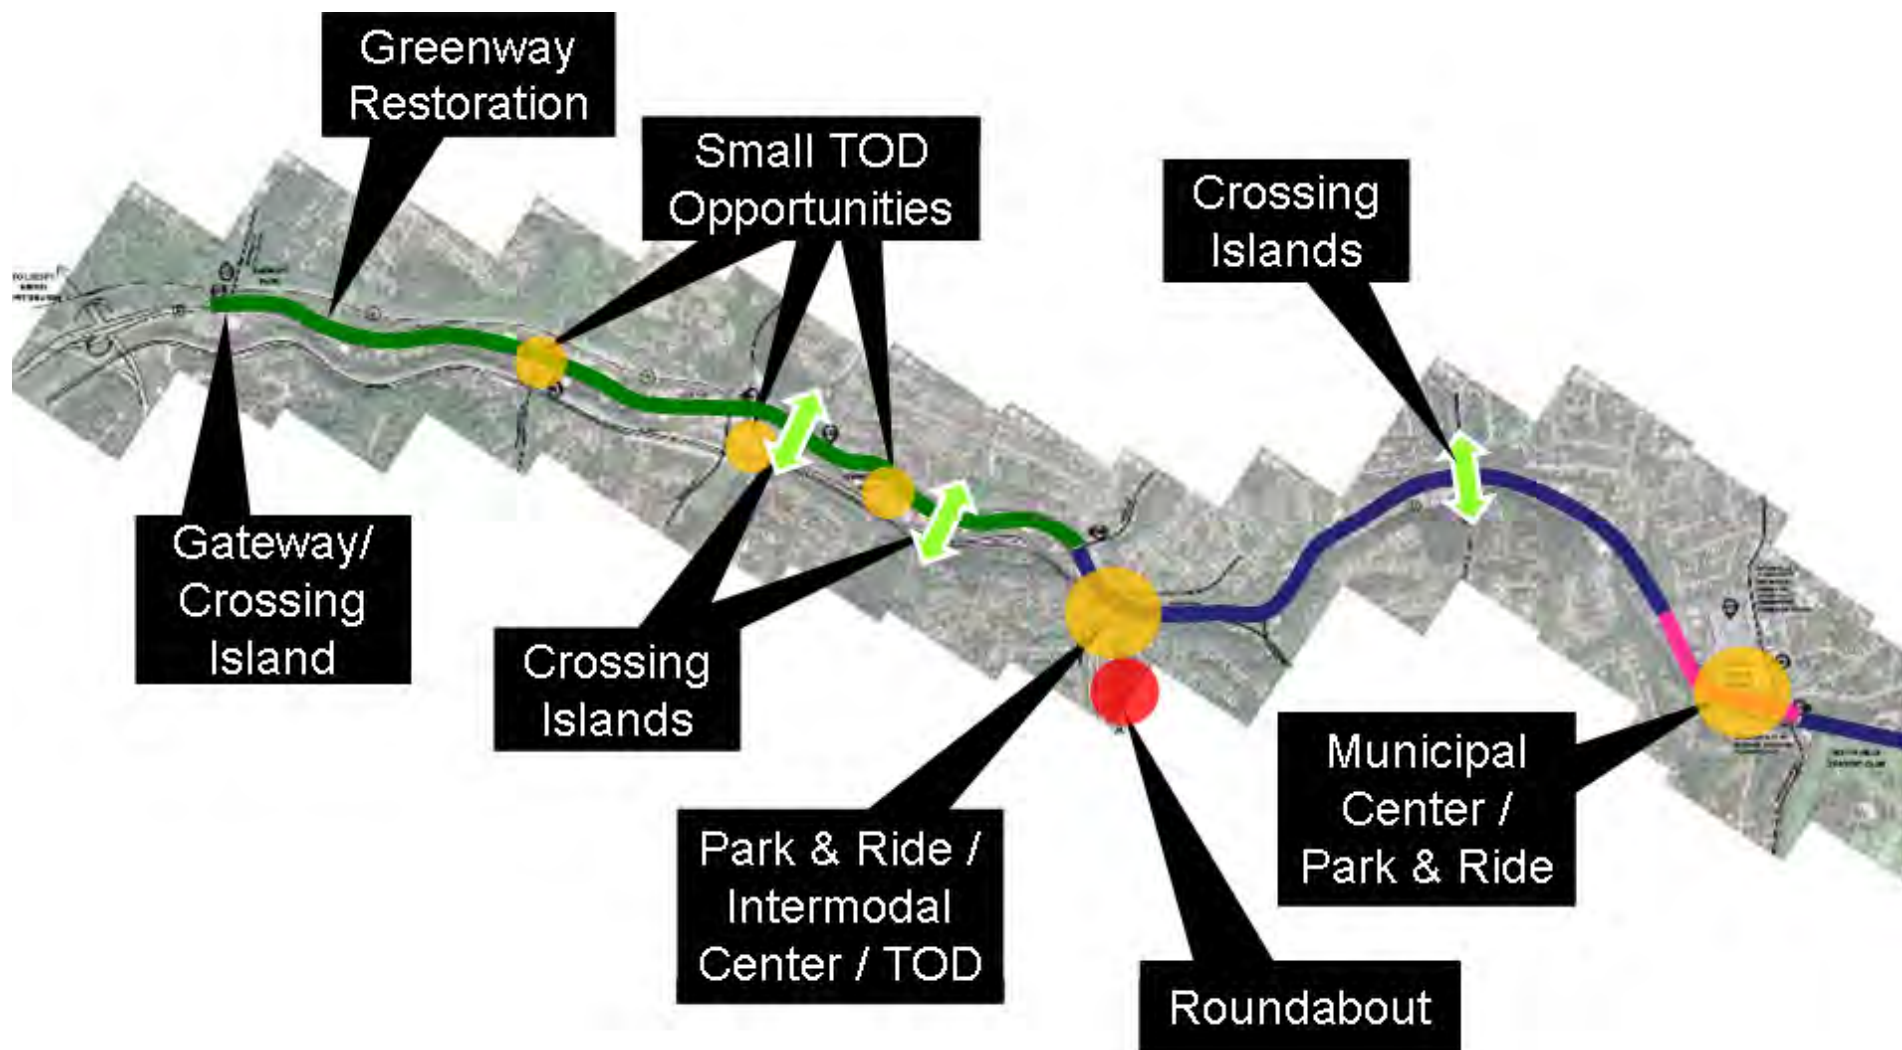 Greenway
Restoration
Small TOD
Opportunities
Crossing
Islands
Gateway/
Crossing
Island
Crossing
Islands
Municipal
Center /
Park & Ride
Park & Ride /
Intermodal
Center / TOD
Roundabout